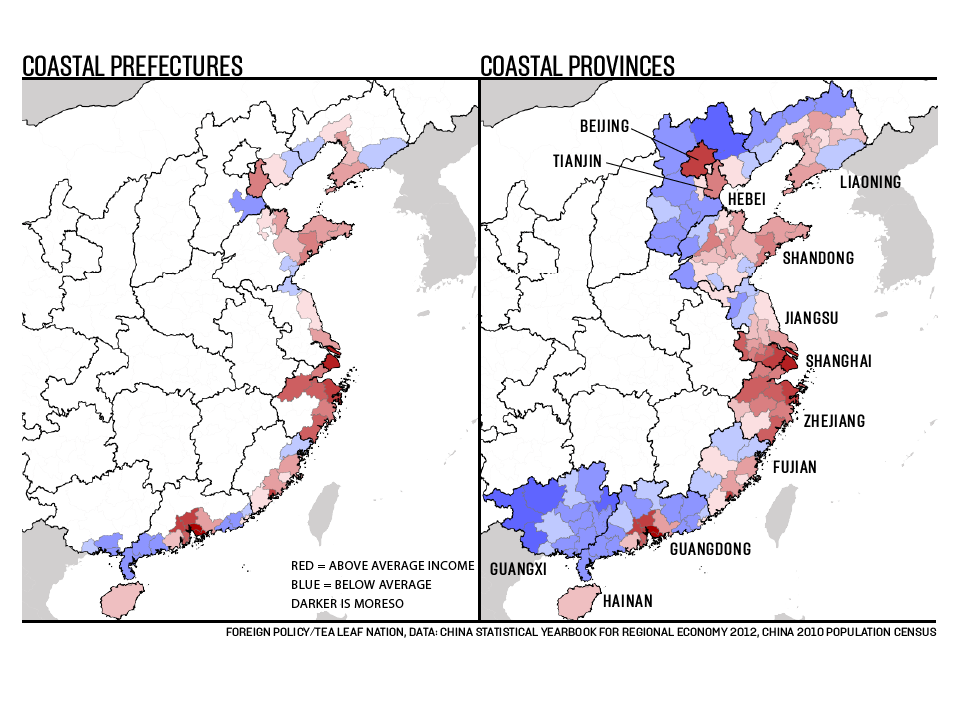 COASTAL PREFECTURES
COASTAL PROVINCES
BEIJING
TIANJIN
HEBEI
LIAONING
SHANDONG
JIANGSU
SHANGHAI
ZHEJIANG
FUJIAN
GUANGDONG
GUANGXI
HAINAN
RED = ABOVE AVERAGE INCOME
BLUE = BELOW AVERAGE
DARKER IS MORESO
FOREIGN POLICY/TEA LEAF NATION, DATA: CHINA STATISTICAL YEARBOOK FOR REGIONAL ECONOMY 2012, CHINA 2010 POPULATION CENSUS